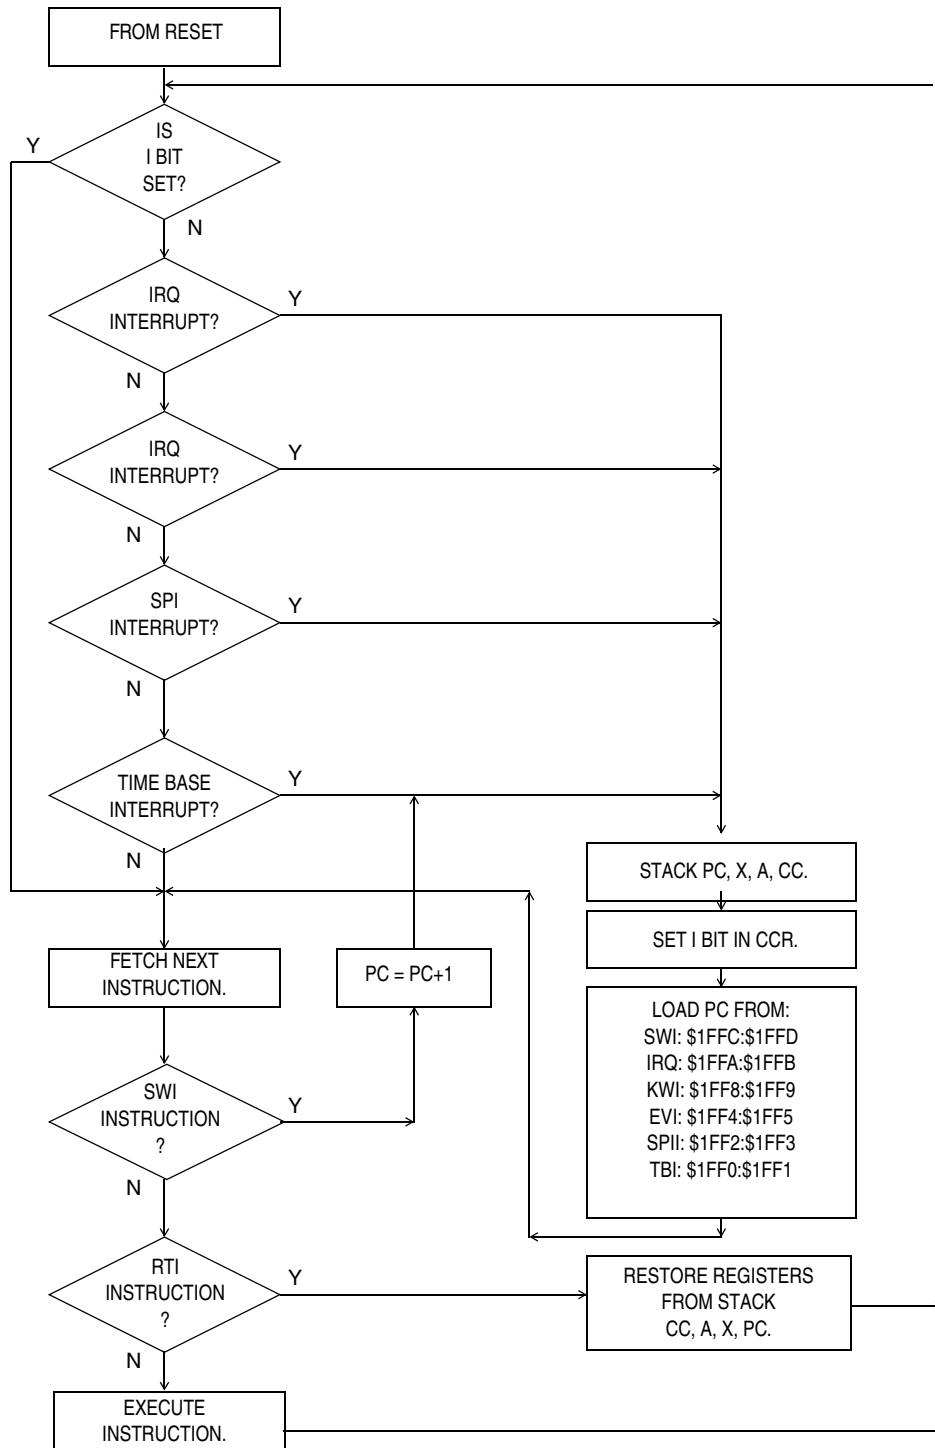 FROM RESET
Y
IS
I BIT
SET?
N
IRQ
INTERRUPT?
Y
N
IRQ
INTERRUPT?
Y
N
SPI
INTERRUPT?
Y
N
TIME BASE
INTERRUPT?
Y
N
STACK PC, X, A, CC.
SET I BIT IN CCR.
FETCH NEXT
INSTRUCTION.
PC = PC+1
LOAD PC FROM:
SWI: $1FFC:$1FFD
IRQ: $1FFA:$1FFB
KWI: $1FF8:$1FF9
EVI: $1FF4:$1FF5
SPII: $1FF2:$1FF3
TBI: $1FF0:$1FF1
SWI
INSTRUCTION
?
Y
N
RTI
INSTRUCTION
?
Y
N
RESTORE REGISTERS
FROM STACK
CC, A, X, PC.
EXECUTE
INSTRUCTION.